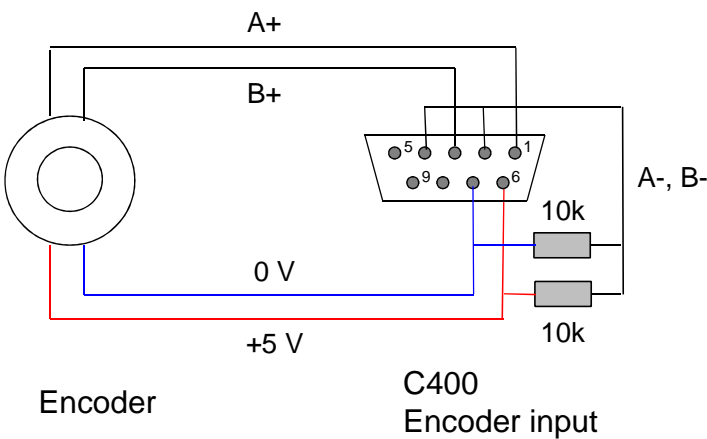 A+
B+
5
1
9
6
A-, B-
10k
0 V
10k
+5 V
C400
Encoder
Encoder input